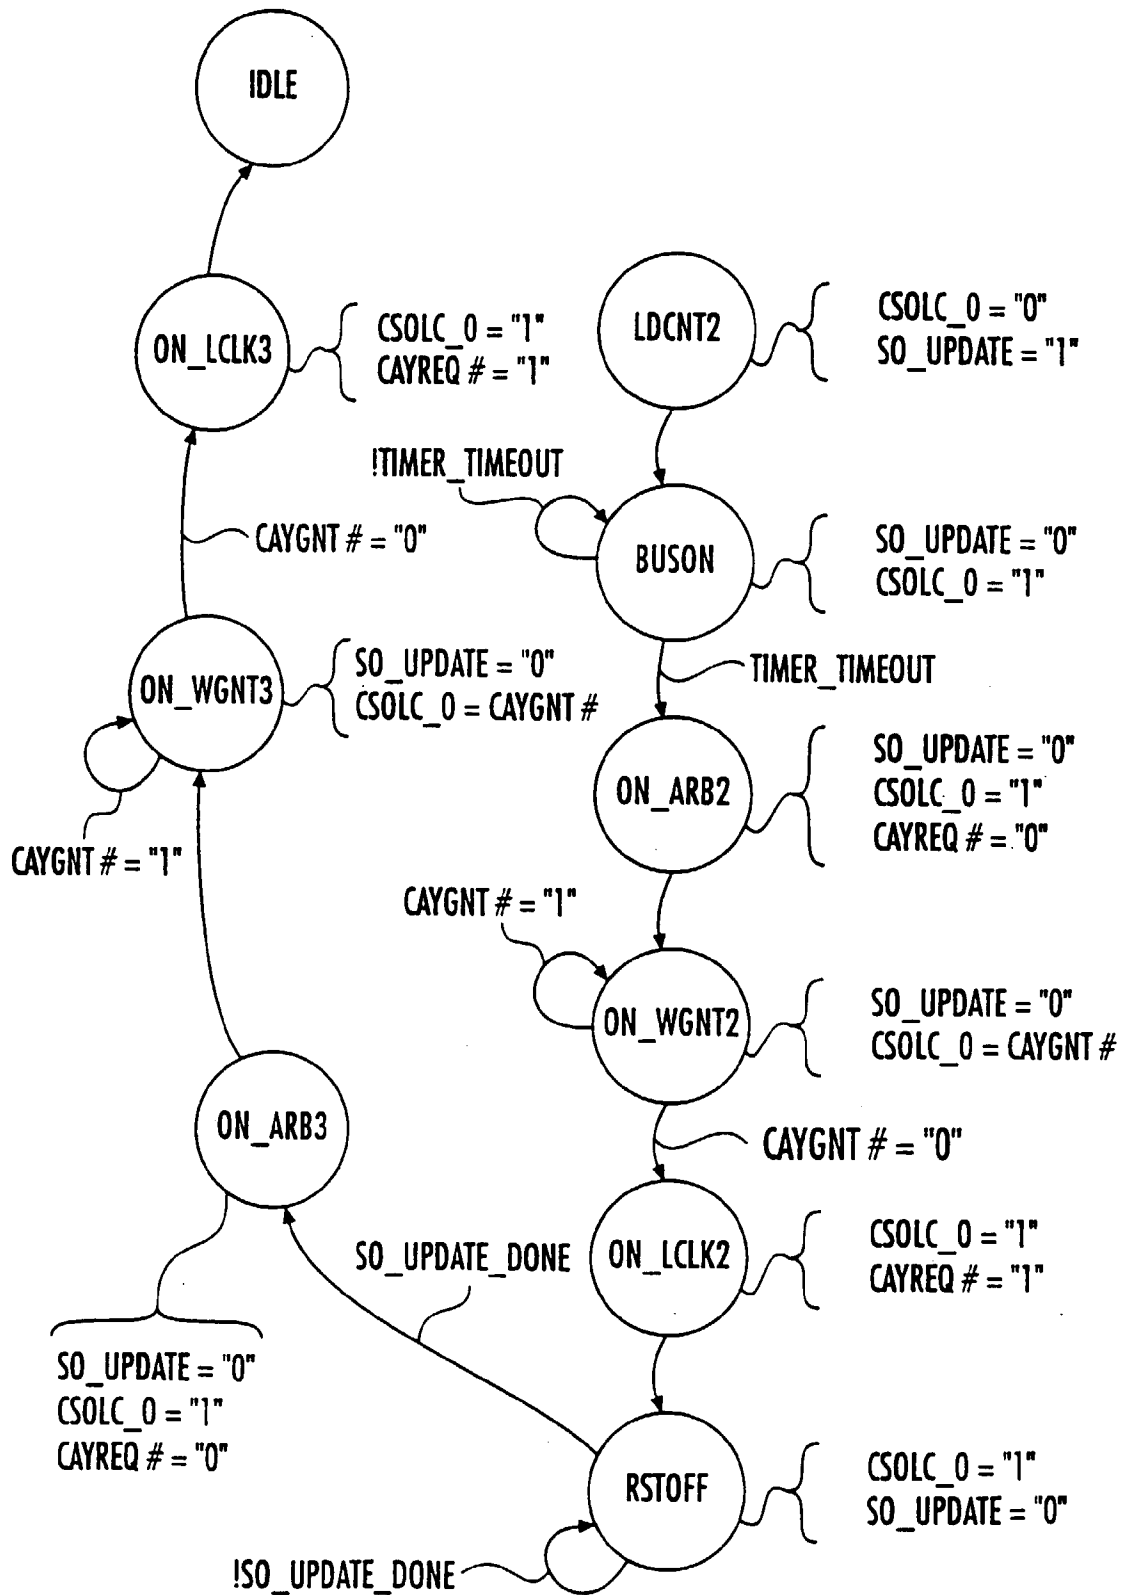 IDLE
ON_LCLK3
CSOLC_0 = "1"
CAYREQ # = "1"
LDCNT2
CSOLC_0 = "0"
SO_UPDATE = "1"
!TIMER_TIMEOUT
CAYGNT # = "0"
BUSON
SO_UPDATE = "0"
CSOLC_0 = "1"
ON_WGNT3
SO_UPDATE = "0"
CSOLC_0 = CAYGNT #
TIMER_TIMEOUT
CAYGNT # = "1"
ON_ARB2
SO_UPDATE = "0"
CSOLC_0 = "1"
CAYREQ # = "0"
CAYGNT # = "1"
ON_WGNT2
SO_UPDATE = "0"
CSOLC_0 = CAYGNT #
ON_ARB3
CAYGNT # = "0"
SO_UPDATE_DONE
ON_LCLK2
CSOLC_0 = "1"
CAYREQ # = "1"
SO_UPDATE = "0"
CSOLC_0 = "1"
CAYREQ # = "0"
RSTOFF
CSOLC_0 = "1"
SO_UPDATE = "0"
!SO_UPDATE_DONE